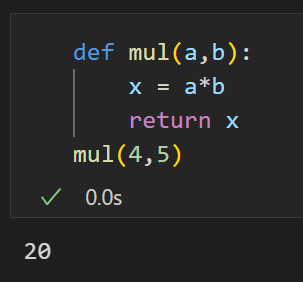 def mul(a,b):
    x = a*b
    return x
mul(4,5)
0.0s
20